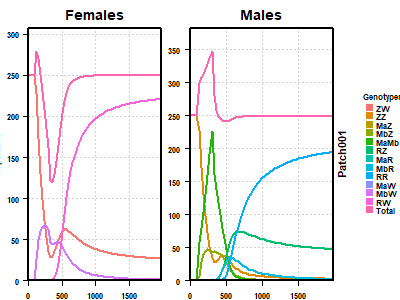 Females
Males
300
250
200
150
100
50
0
0
500
1000
1500
350
300
250
200
150
100
50
0
0
500
1000
1500
Patch001
Genotypes
ZW
ZZ
MaZ
MbZ
MaMb
RZ
MaR
MbR
RR
MaW
MbW
RW
Total